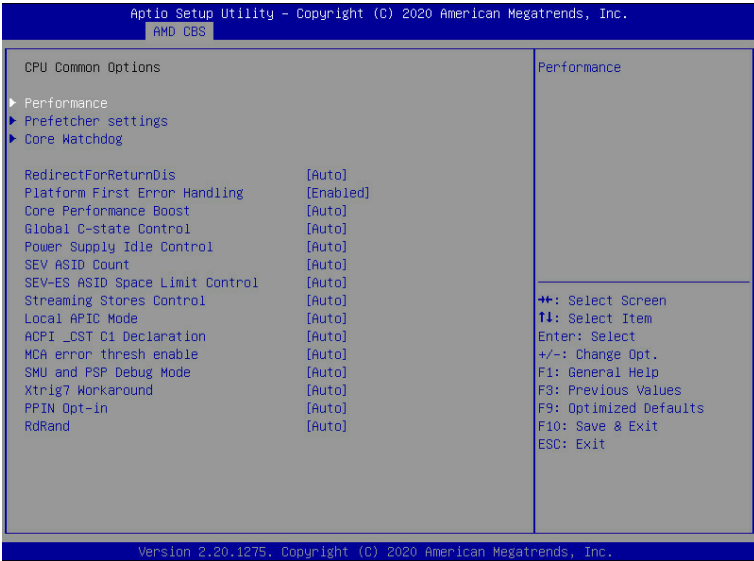 Aptio Setup Utility – Copyright (C) 2020 American Megatrends, Inc.
AMD CBS
CPU Common Options
Performance
Prefetcher settings
Core Watchdog
RedirectForReturnDis [Auto]
Platform First Error Handling [Enabled]
Core Performance Boost [Auto]
Global C-state Control [Auto]
Power Supply Idle Control [Auto]
SEV ASID Count [Auto]
SEV-ES ASID Space Limit Control [Auto]
Streaming Stores Control [Auto]
Local APIC Mode [Auto]
ACPI _CST C1 Declaration [Auto]
MCA error thresh enable [Auto]
SMU and PSP Debug Mode [Auto]
Xtrig7 Workaround [Auto]
PPIN Opt-in [Auto]
RdRand [Auto]
Performance
→←: Select Screen
↑↓: Select Item
Enter: Select
+/-: Change Opt.
F1: General Help
F3: Previous Values
F9: Optimized Defaults
F10: Save & Exit
ESC: Exit
Version 2.20.1275. Copyright (C) 2020 American Megatrends, Inc.